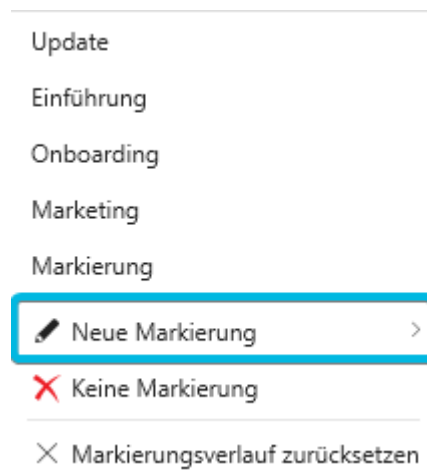 Update
Einführung
Onboarding
Marketing
Markierung
Neue Markierung
Keine Markierung
Markierungsverlauf zurücksetzen